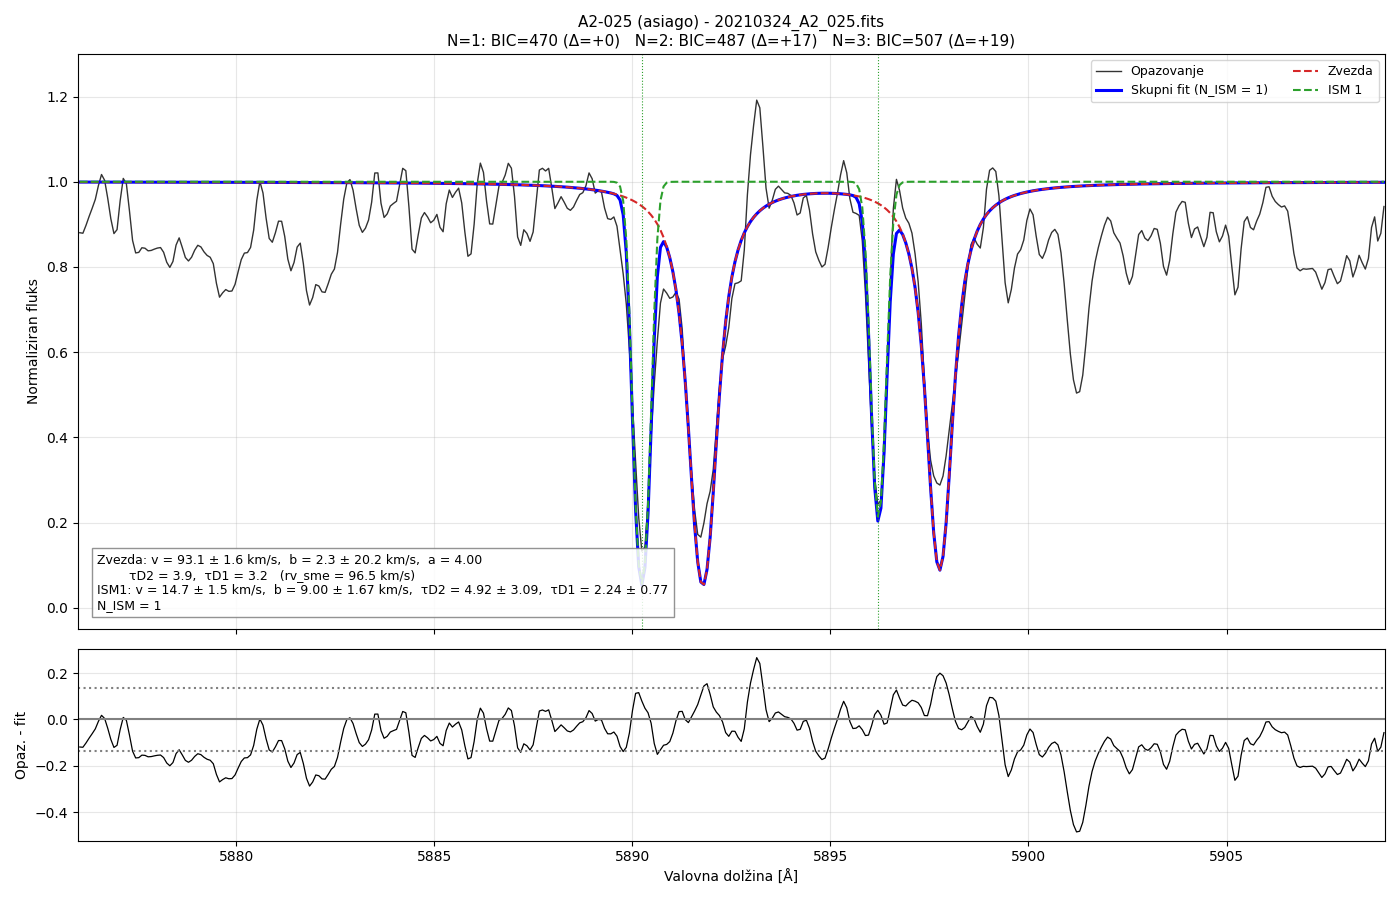 A2-025 (asiago) - 20210324_A2_025.fits
N=1: BIC=470 (Δ=+0)   N=2: BIC=487 (Δ=+17)   N=3: BIC=507 (Δ=+19)
Opazovanje
Skupni fit (N_ISM = 1)
Zvezda
ISM 1
Normaliziran fluks
1.2
1.0
0.8
0.6
0.4
0.2
0.0
Zvezda: v = 93.1 ± 1.6 km/s,  b = 2.3 ± 20.2 km/s,  a = 4.00
τD2 = 3.9,  τD1 = 3.2   (rv_sme = 96.5 km/s)
ISM1: v = 14.7 ± 1.5 km/s,  b = 9.00 ± 1.67 km/s,  τD2 = 4.92 ± 3.09,  τD1 = 2.24 ± 0.77
N_ISM = 1
Opaz. - fit
0.2
0.0
−0.2
−0.4
5880
5885
5890
5895
5900
5905
Valovna dolžina [Å]